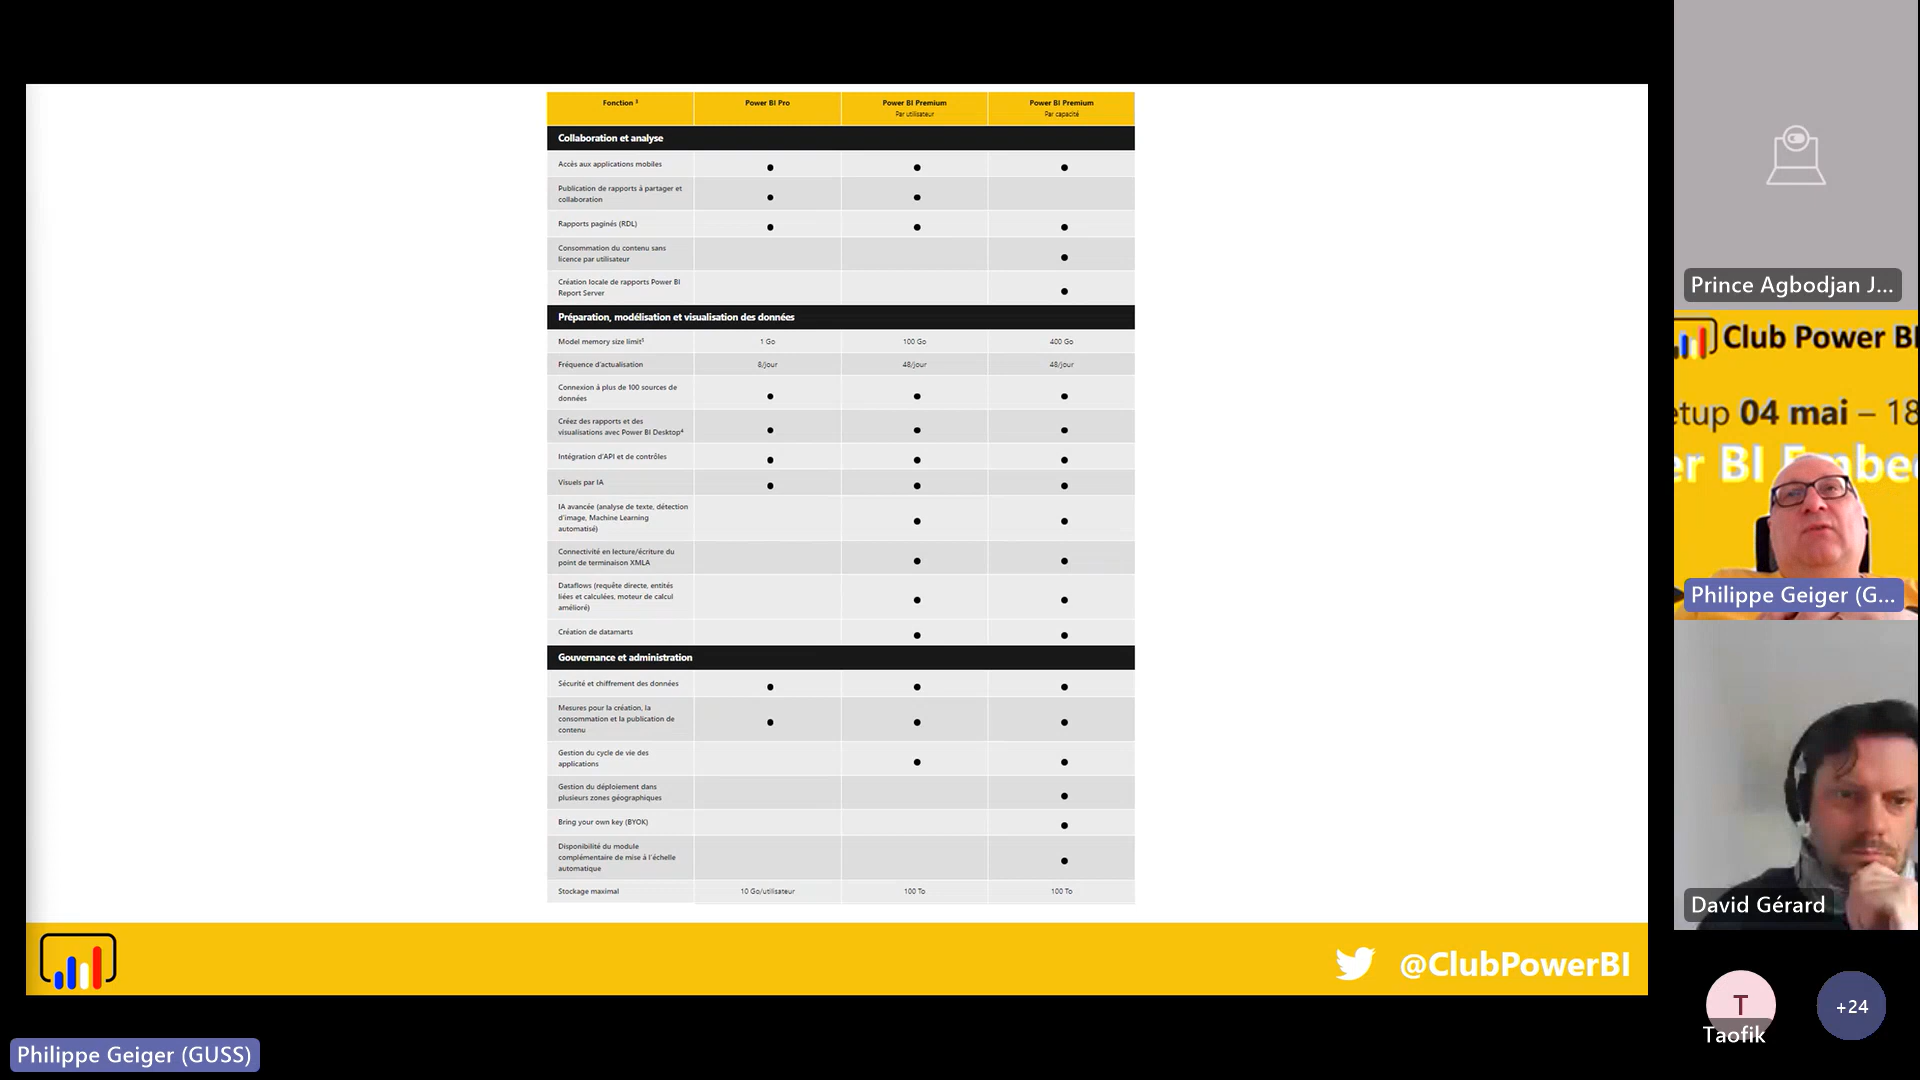 Fonction ³ Power BI Pro Power BI Premium Power BI Premium
Par utilisateur Par capacité
Collaboration et analyse
Accès aux applications mobiles ● ● ●
Publication de rapports à partager et
collaboration ● ●
Rapports paginés (RDL) ● ● ●
Consommation du contenu sans
licence par utilisateur ●
Création locale de rapports Power BI
Report Server ●
Préparation, modélisation et visualisation des données
Model memory size limit⁵ 1 Go 100 Go 400 Go
Fréquence d'actualisation 8/jour 48/jour 48/jour
Connexion à plus de 100 sources de
données ● ● ●
Créez des rapports et des
visualisations avec Power BI Desktop⁴ ● ● ●
Intégration d'API et de contrôles ● ● ●
Visuels par IA ● ● ●
IA avancée (analyse de texte, détection
d'image, Machine Learning
automatisé) ● ●
Connectivité en lecture/écriture du
point de terminaison XMLA ● ●
Dataflows (requête directe, entités
liées et calculées, moteur de calcul
amélioré) ● ●
Création de datamarts ● ●
Gouvernance et administration
Sécurité et chiffrement des données ● ● ●
Mesures pour la création, la
consommation et la publication de
contenu ● ● ●
Gestion du cycle de vie des
applications ● ●
Gestion du déploiement dans
plusieurs zones géographiques ●
Bring your own key (BYOK) ●
Disponibilité du module
complémentaire de mise à l'échelle
automatique ●
Stockage maximal 10 Go/utilisateur 100 To 100 To
@ClubPowerBI
Philippe Geiger (GUSS)
Prince Agbodjan J...
Club Power BI
etup 04 mai – 18
er BI Embe
Philippe Geiger (G...
David Gérard
T
Taofik
+24